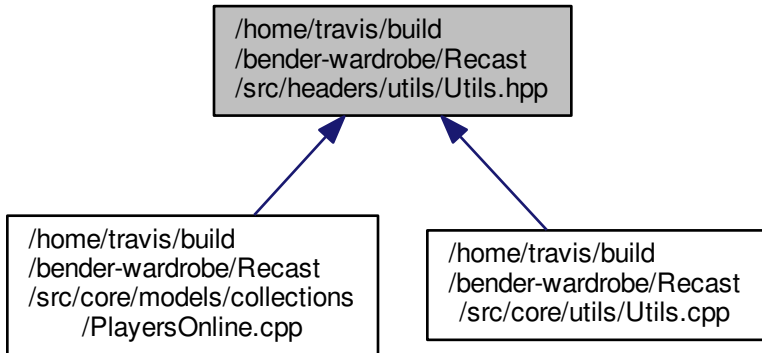 /home/travis/build
/bender-wardrobe/Recast
/src/headers/utils/Utils.hpp
/home/travis/build
/bender-wardrobe/Recast
/src/core/models/collections
/PlayersOnline.cpp
/home/travis/build
/bender-wardrobe/Recast
/src/core/utils/Utils.cpp